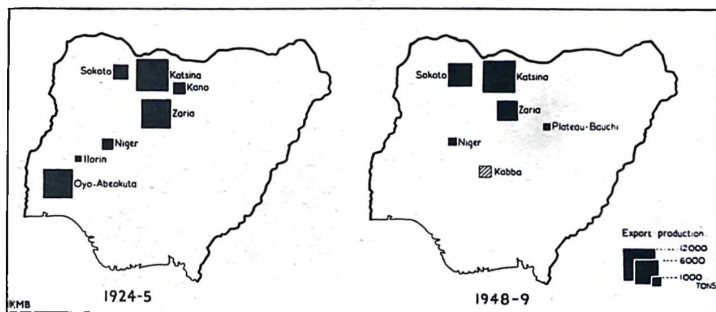 Sokoto
Katsina
Kano
Zaria
Niger
Ilorin
Oyo-Abeokuta
1924-5
KMB
Sokoto
Katsina
Zaria
Plateau-Bauchi
Niger
Kabba
1948-9
Export production
12000
6000
1000
TONS